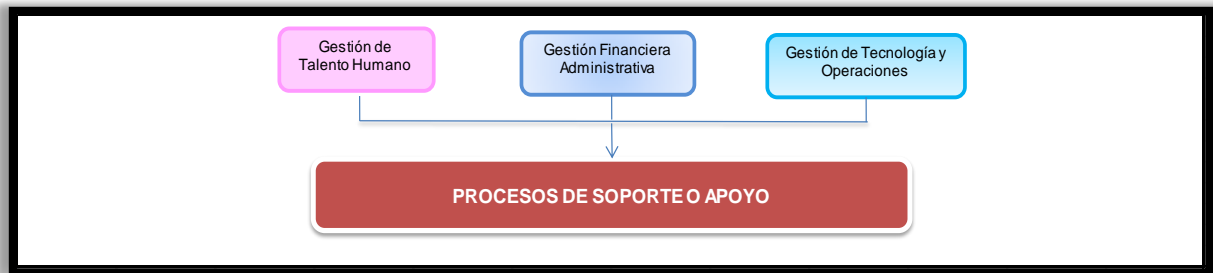 Gestión de
Talento Humano
Gestión Financiera
Administrativa
Gestión de Tecnología y
Operaciones
PROCESOS DE SOPORTE O APOYO